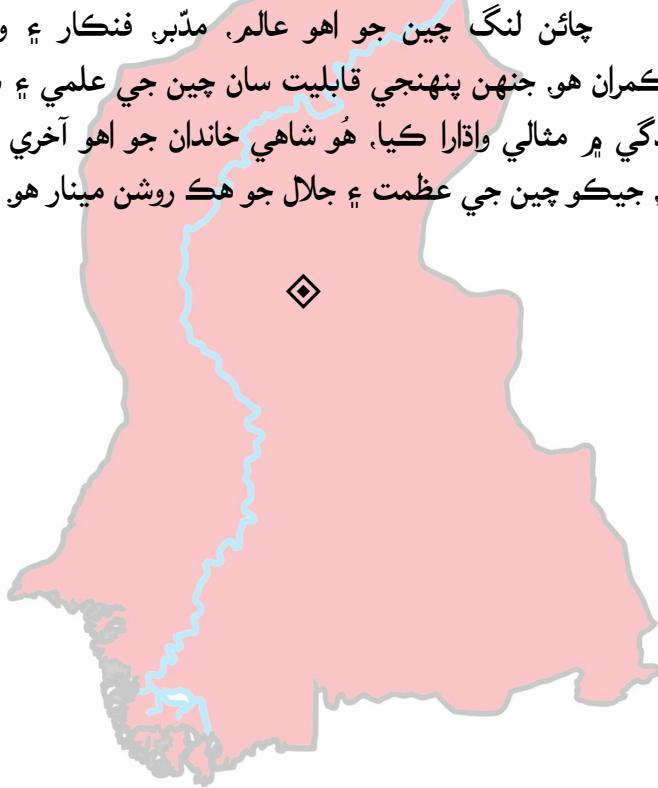 چائن لنگ چين جو اهو عالم، مدّبر، فنڪار ۽
ڪمران هو، جنهن پنهنجي قابليت سان چين جي علمي ۽
دگي ۾ مثالي واڌارا ڪيا، هُو شاهي خاندان جو اهو آخري
جيڪو چين جي عظمت ۽ جلال جو هڪ روشن مينار هو.